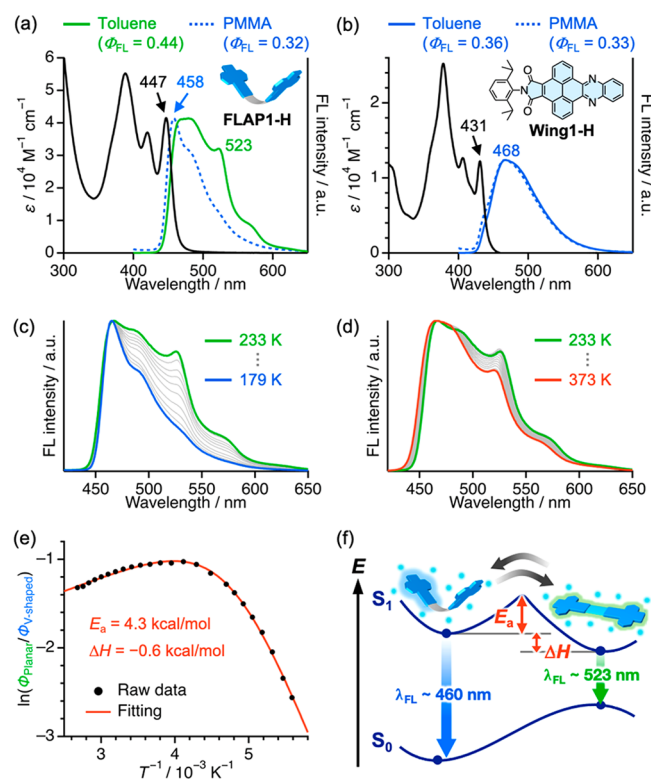 (a)
Toluene
PMMA
(ΦFL = 0.44)
(ΦFL = 0.32)
6
5
4
3
2
1
0
ε / 10⁴ M⁻¹ cm⁻¹
447
458
FLAP1-H
523
FL intensity / a.u.
300
400
500
600
Wavelength / nm
(b)
Toluene
PMMA
(ΦFL = 0.36)
(ΦFL = 0.33)
2
1
0
ε / 10⁴ M⁻¹ cm⁻¹
O
N
O
N
N
Wing1-H
431
468
FL intensity / a.u.
300
400
500
600
Wavelength / nm
(c)
FL intensity / a.u.
233 K
179 K
450
500
550
600
650
Wavelength / nm
(d)
FL intensity / a.u.
233 K
373 K
450
500
550
600
650
Wavelength / nm
(e)
ln(ΦPlanar/ΦV-shaped)
−1
−2
−3
Ea = 4.3 kcal/mol
ΔH = −0.6 kcal/mol
Raw data
Fitting
3
4
5
T⁻¹ / 10⁻³ K⁻¹
(f)
E
S₁
Ea
ΔH
λFL ~ 460 nm
λFL ~ 523 nm
S₀